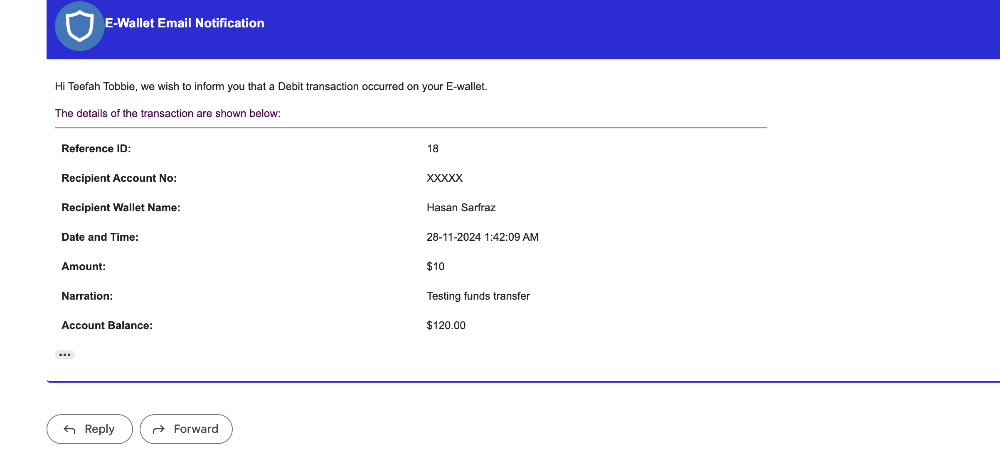 E-Wallet Email Notification
Hi Teefah Tobbie, we wish to inform you that a Debit transaction occurred on your E-wallet.
The details of the transaction are shown below:
Reference ID: 18
Recipient Account No: XXXXX
Recipient Wallet Name: Hasan Sarfraz
Date and Time: 28-11-2024 1:42:09 AM
Amount: $10
Narration: Testing funds transfer
Account Balance: $120.00
Reply Forward